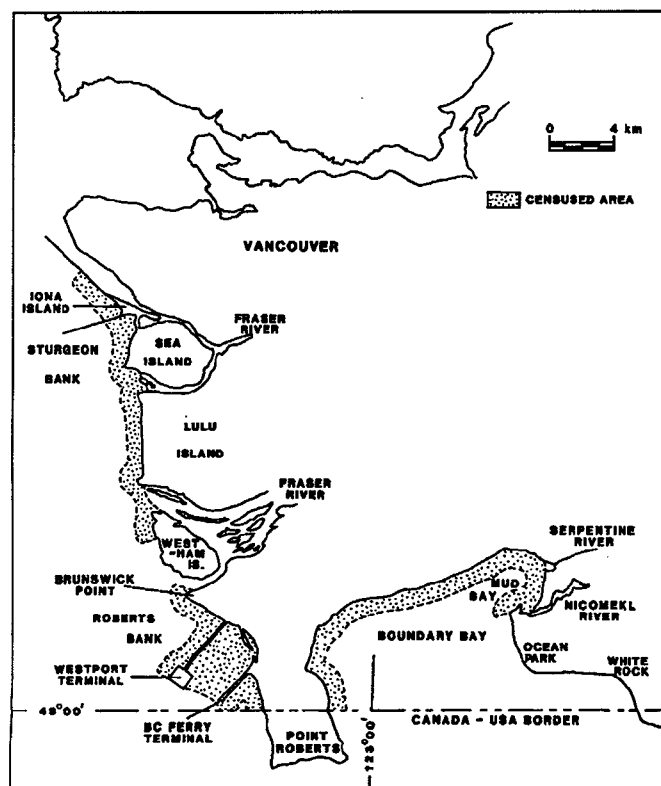 0 4 km
CENSUSED AREA
VANCOUVER
IONA
ISLAND
STURGEON
BANK
SEA
ISLAND
FRASER
RIVER
LULU
ISLAND
FRASER
RIVER
WEST
-HAM
IS.
BRUNSWICK
POINT
ROBERTS
BANK
WESTPORT
TERMINAL
49°00'
BC FERRY
TERMINAL
POINT
ROBERTS
SERPENTINE
RIVER
MUD
BAY
NICOMEKL
RIVER
BOUNDARY BAY
OCEAN
PARK
WHITE
ROCK
CANADA - USA BORDER
123°00'